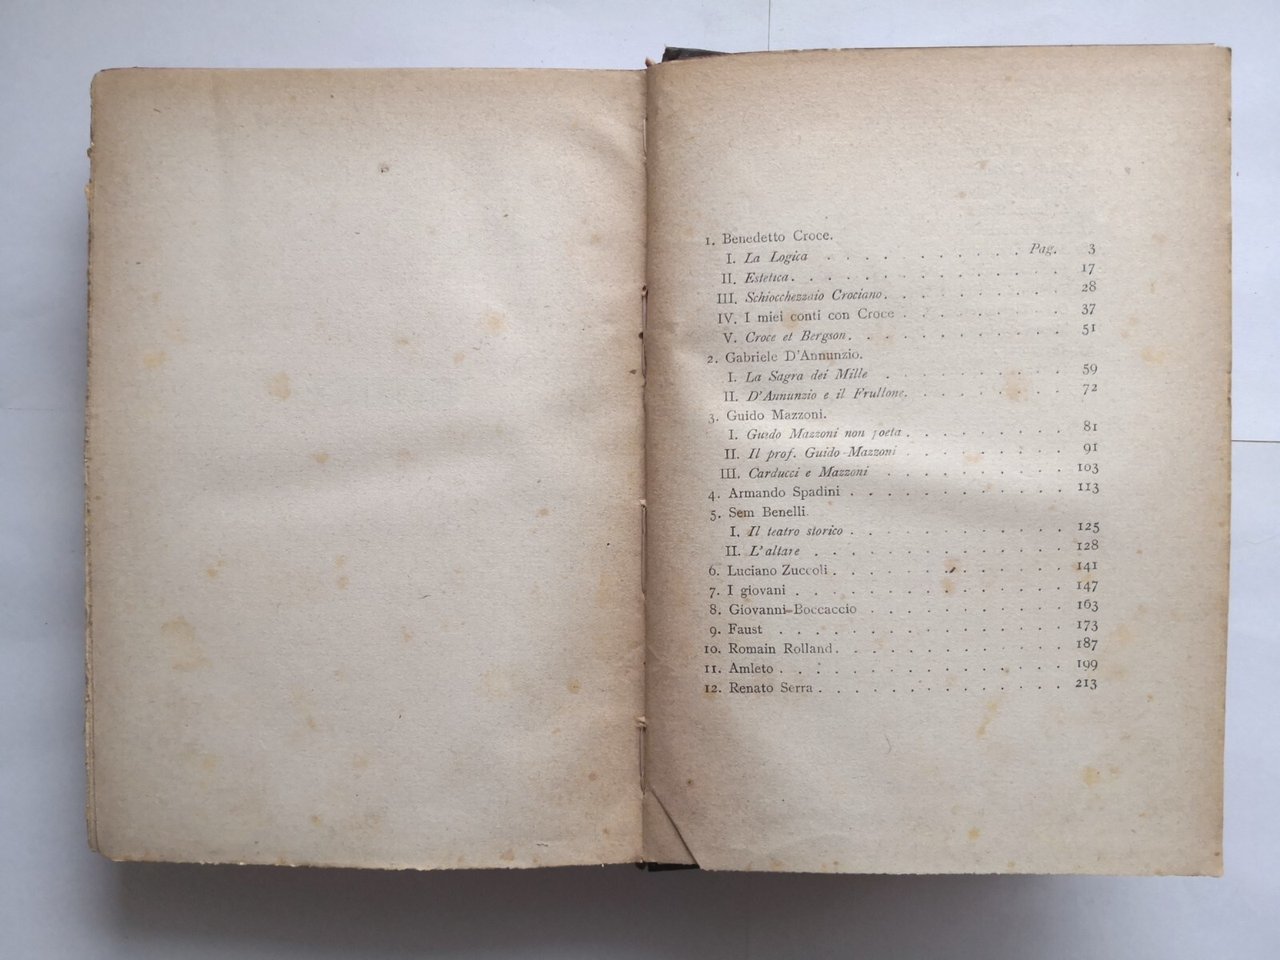 1. Benedetto Croce.
I. La Logica . . . . . . . . . . . Pag. 3
II. Estetica. . . . . . . . . . . . . . . 17
III. Schiocchezzaio Crociano. . . . . . . . . . 28
IV. I miei conti con Croce . . . . . . . . . 37
V. Croce et Bergson. . . . . . . . . . . . 51
2. Gabriele D'Annunzio.
I. La Sagra dei Mille . . . . . . . . . . 59
II. D'Annunzio e il Frullone. . . . . . . . . 72
3. Guido Mazzoni.
I. Guido Mazzoni non poeta . . . . . . . . . 81
II. Il prof. Guido Mazzoni . . . . . . . . . 91
III. Carducci e Mazzoni . . . . . . . . . . 103
4. Armando Spadini . . . . . . . . . . . . 113
5. Sem Benelli.
I. Il teatro storico . . . . . . . . . . . . 125
II. L'altare . . . . . . . . . . . . . . 128
6. Luciano Zuccoli . . . . . . . . . . . . . 141
7. I giovani . . . . . . . . . . . . . . . 147
8. Giovanni Boccaccio . . . . . . . . . . . 163
9. Faust . . . . . . . . . . . . . . . . 173
10. Romain Rolland. . . . . . . . . . . . . 187
11. Amleto . . . . . . . . . . . . . . . . 199
12. Renato Serra . . . . . . . . . . . . . . 213